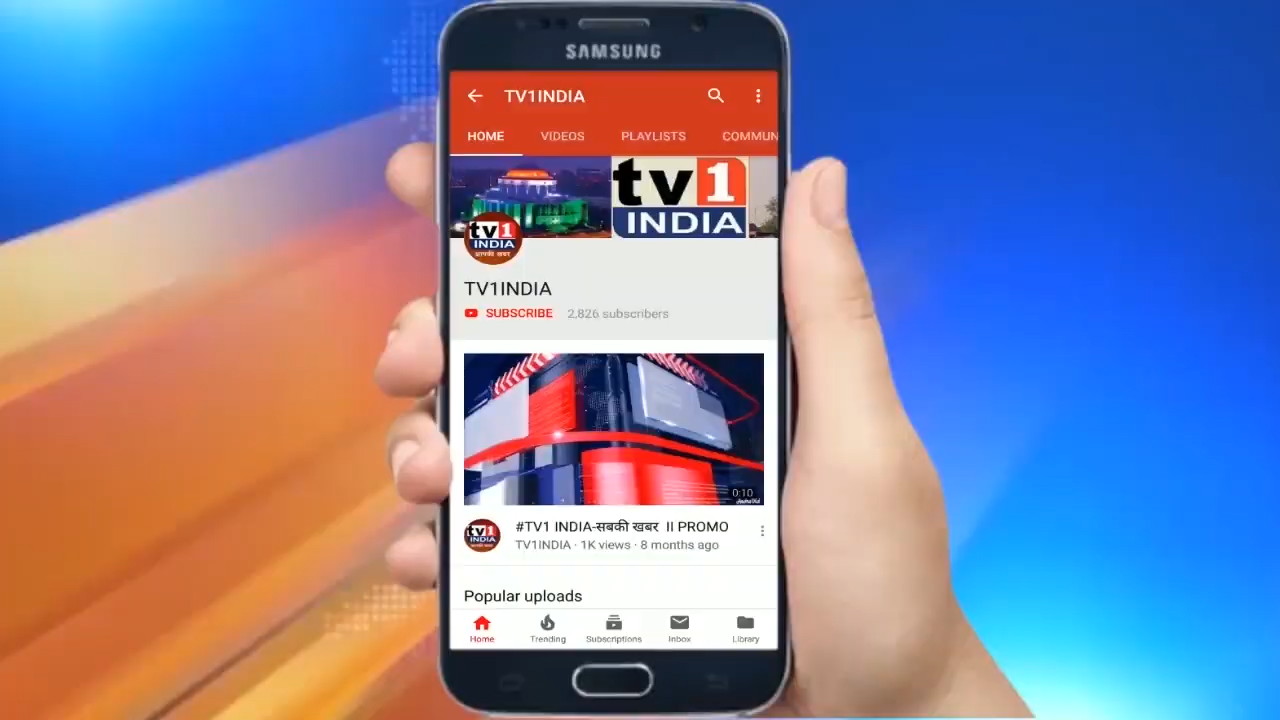 SAMSUNG
TV1INDIA
HOME VIDEOS PLAYLISTS COMMUN
tv1
INDIA
tv1
INDIA
आपकी खबर
TV1INDIA
SUBSCRIBE 2,826 subscribers
0:10
#TV1 INDIA-सबकी खबर II PROMO
TV1INDIA · 1K views · 8 months ago
tv1
INDIA
Popular uploads
Home Trending Subscriptions Inbox Library